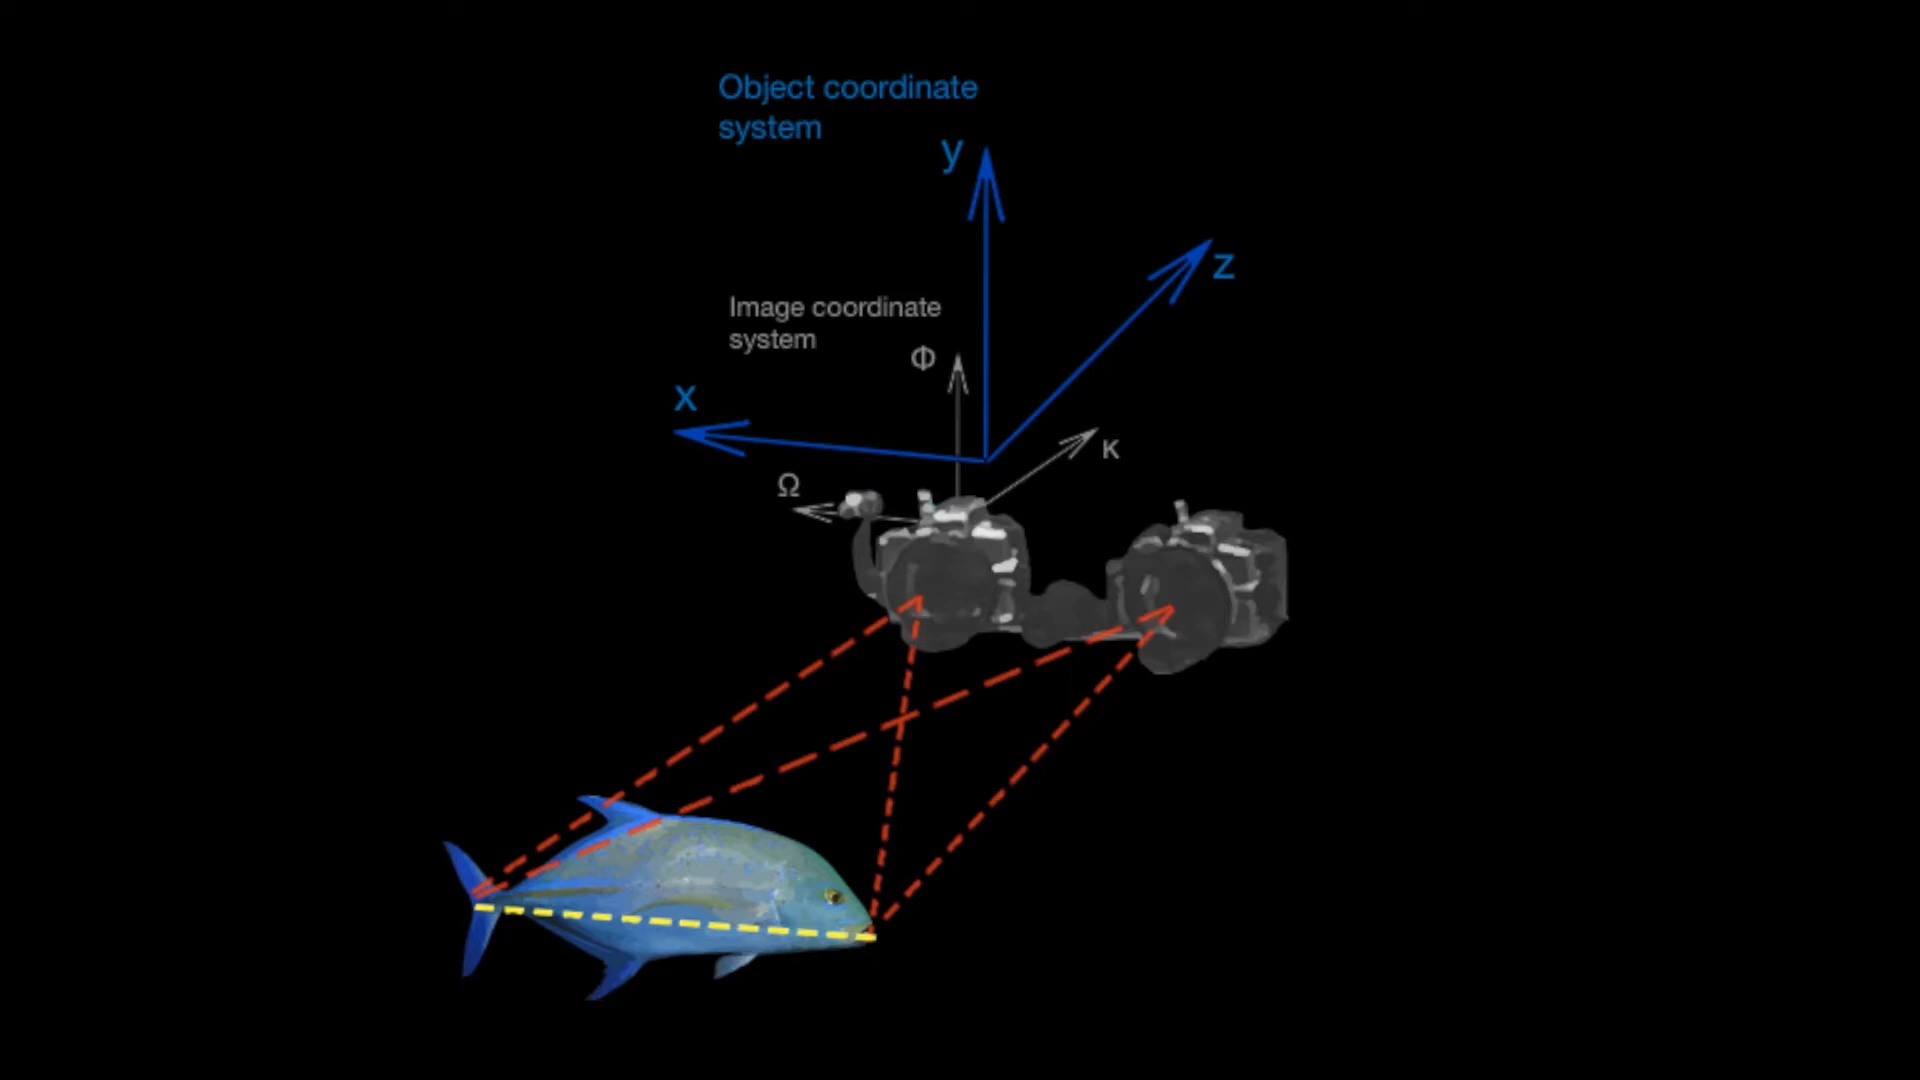 Object coordinate
system
y
z
Image coordinate
system
Φ
x
K
Ω